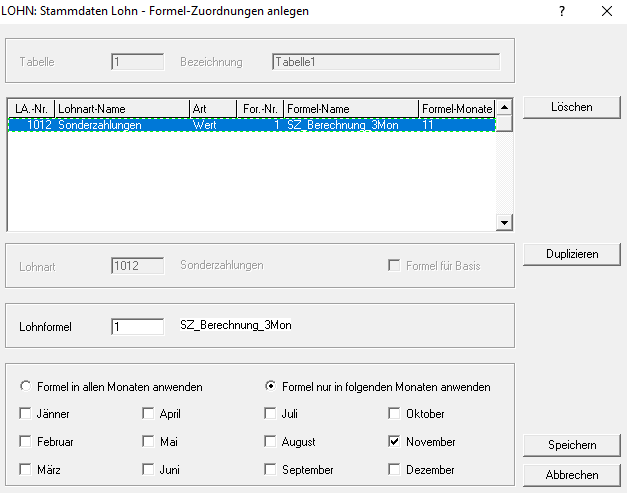 LOHN: Stammdaten Lohn - Formel-Zuordnungen anlegen ?
Tabelle 1 Bezeichnung Tabelle1
LA.-Nr. Lohnart-Name Art For.-Nr. Formel-Name Formel-Monate
1012 Sonderzahlungen Wert 1 SZ_Berechnung_3Mon 11
Löschen
Duplizieren
Lohnart 1012 Sonderzahlungen Formel für Basis
Lohnformel 1 SZ_Berechnung_3Mon
Formel in allen Monaten anwenden Formel nur in folgenden Monaten anwenden
Jänner April Juli Oktober
Februar Mai August November
März Juni September Dezember
Speichern
Abbrechen